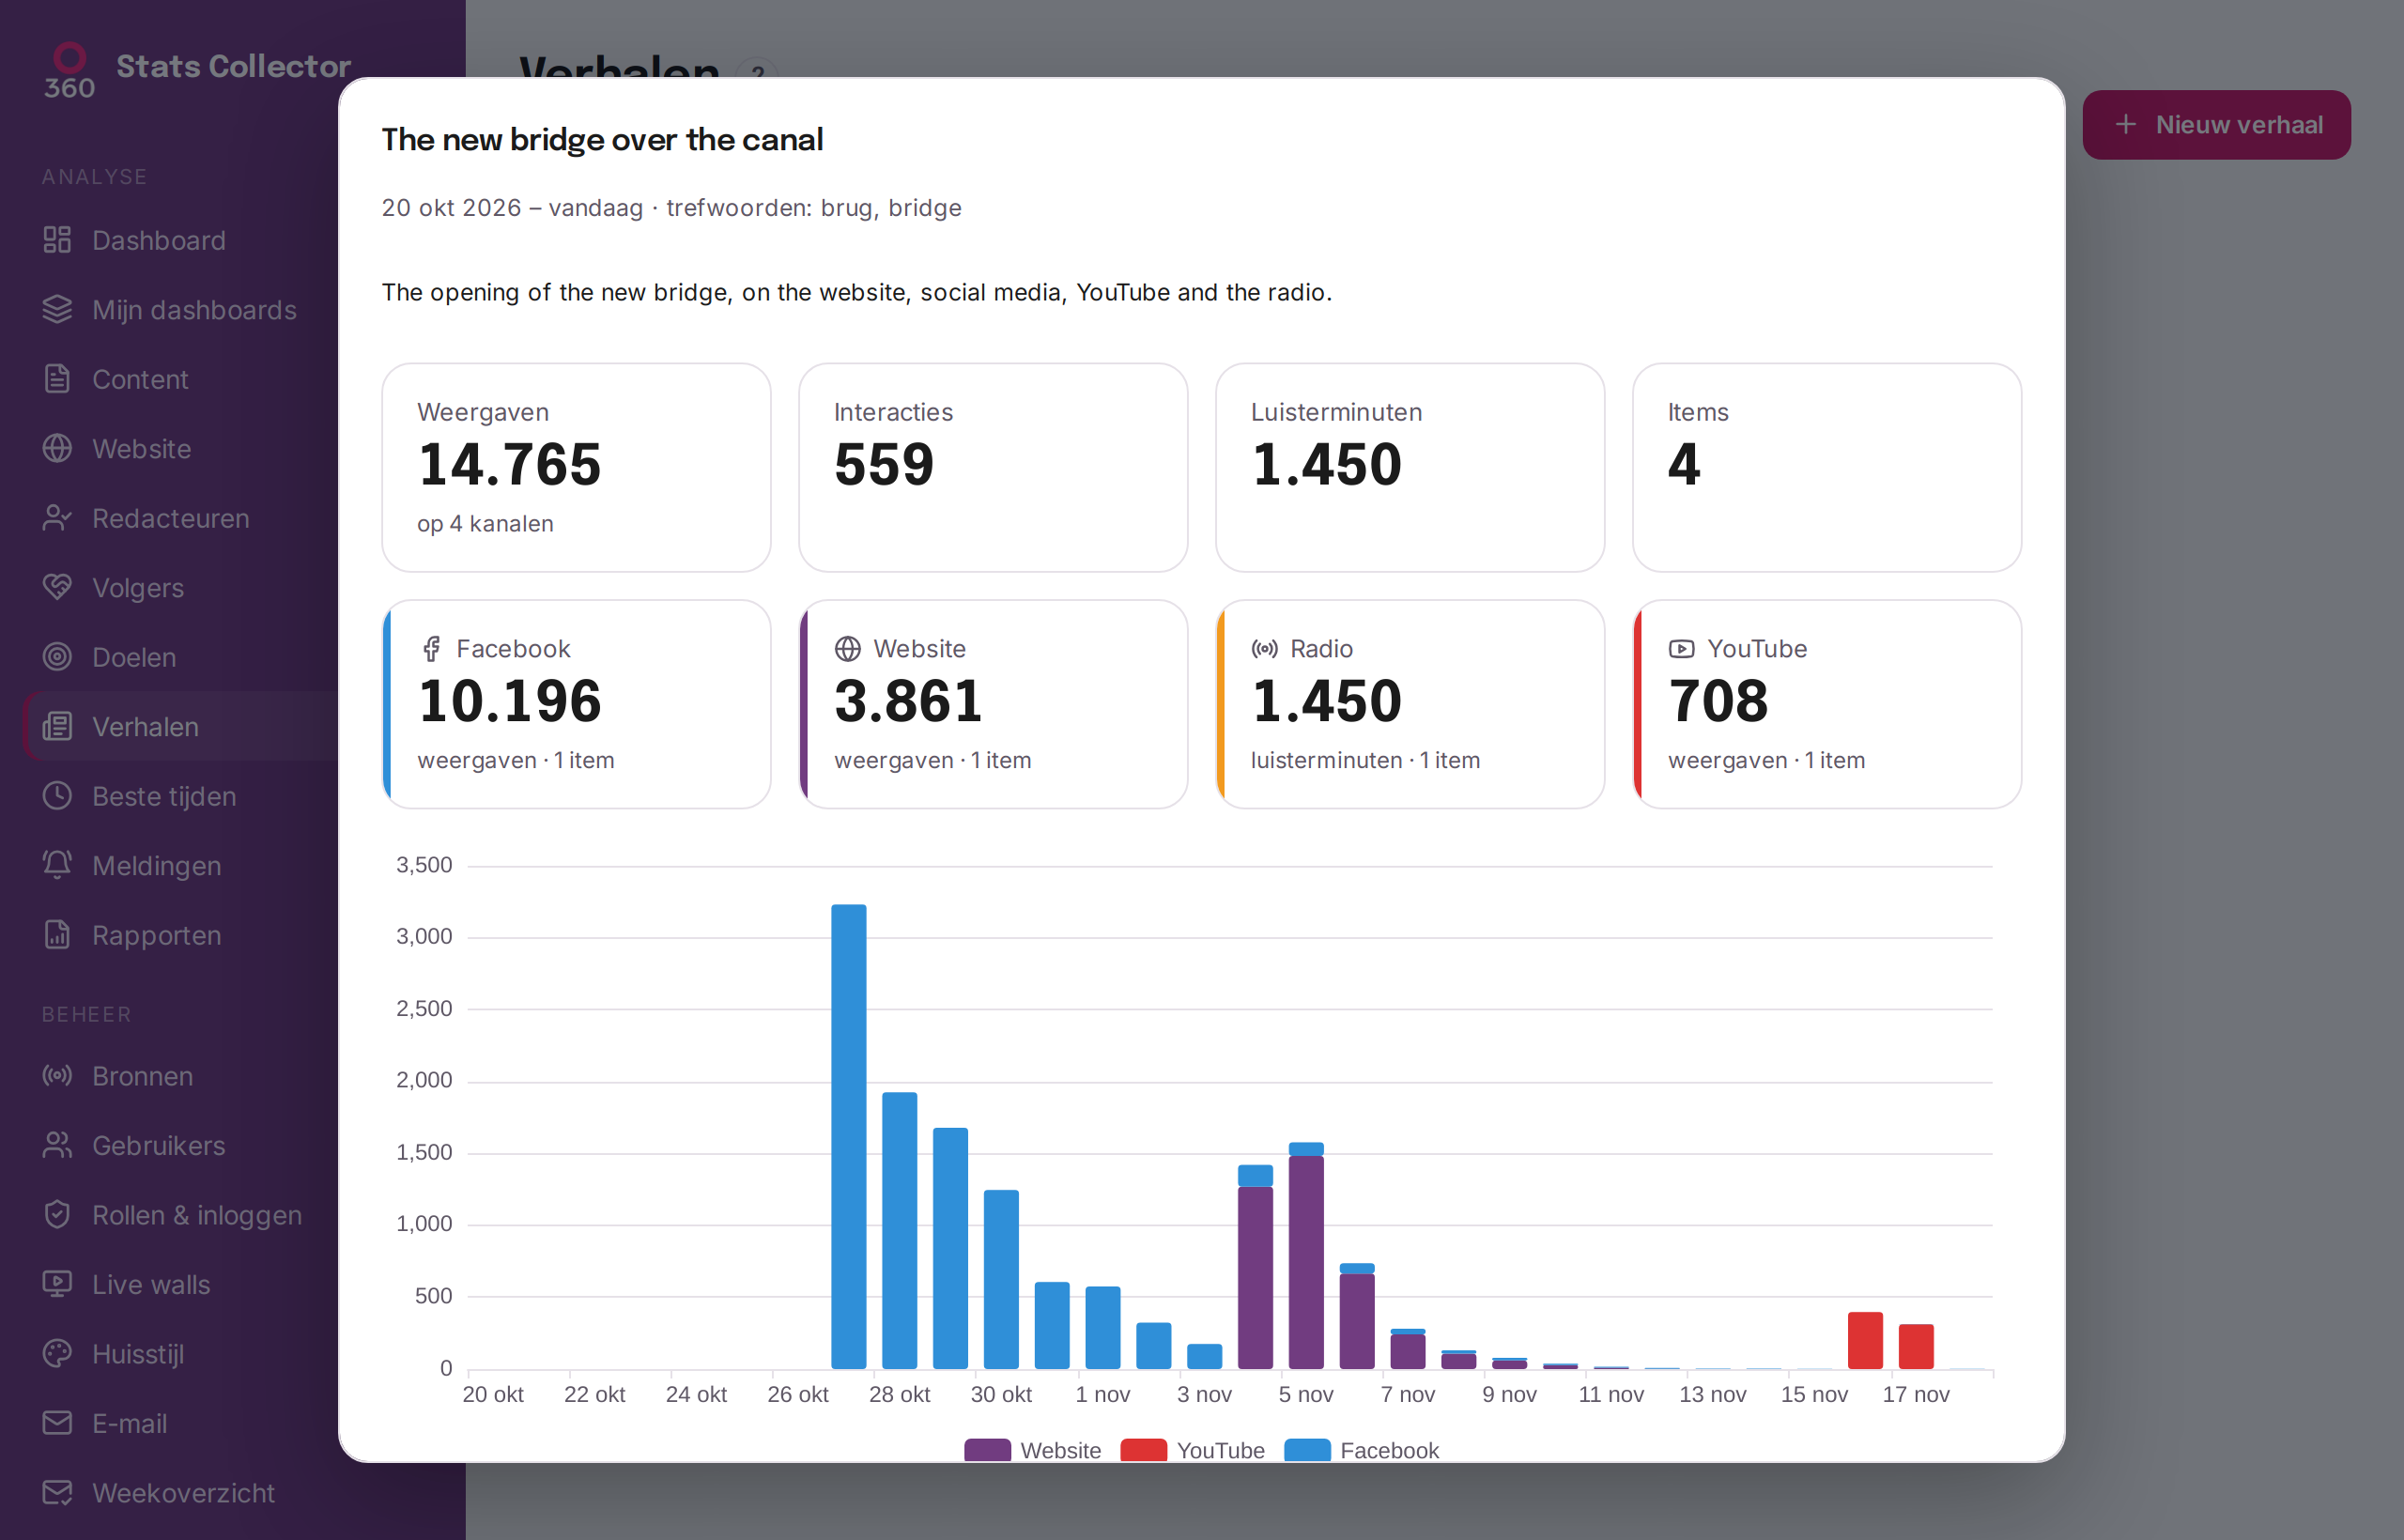 360 Stats Collector
ANALYSE
Dashboard
Mijn dashboards
Content
Website
Redacteuren
Volgers
Doelen
Verhalen
Beste tijden
Meldingen
Rapporten
BEHEER
Bronnen
Gebruikers
Rollen & inloggen
Live walls
Huisstijl
E-mail
Weekoverzicht
Verhalen 2
Nieuw verhaal
The new bridge over the canal
20 okt 2026 – vandaag · trefwoorden: brug, bridge
The opening of the new bridge, on the website, social media, YouTube and the radio.
Weergaven
14.765
op 4 kanalen
Interacties
559
Luisterminuten
1.450
Items
4
Facebook
10.196
weergaven · 1 item
Website
3.861
weergaven · 1 item
Radio
1.450
luisterminuten · 1 item
YouTube
708
weergaven · 1 item
3,500
3,000
2,500
2,000
1,500
1,000
500
0
20 okt 22 okt 24 okt 26 okt 28 okt 30 okt 1 nov 3 nov 5 nov 7 nov 9 nov 11 nov 13 nov 15 nov 17 nov
Website YouTube Facebook